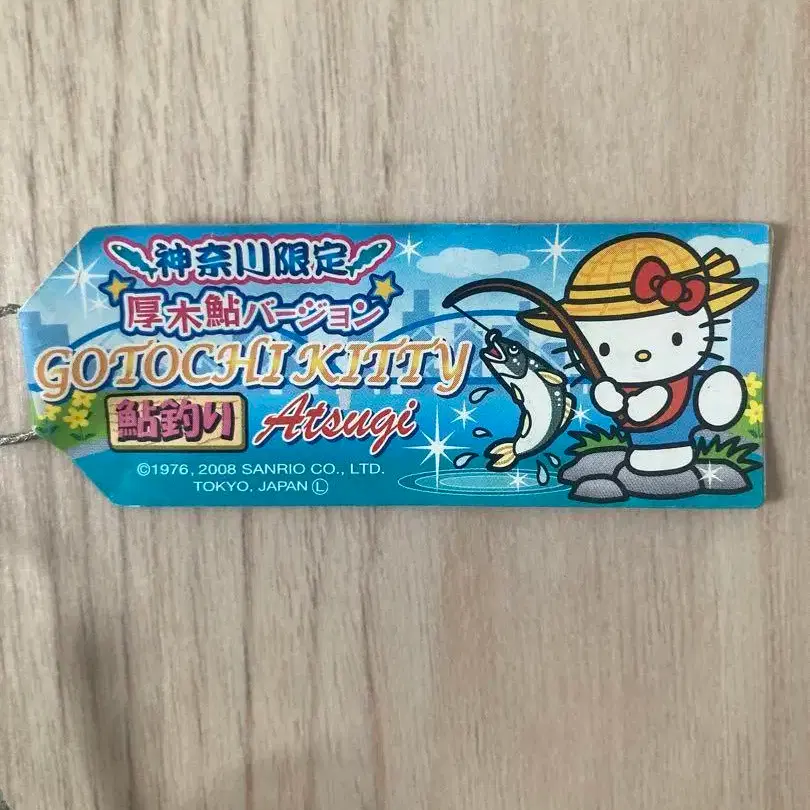 神奈川限定
厚木鮎バージョン
GOTOCHI KITTY
鮎釣り Atsugi
©1976, 2008 SANRIO CO., LTD.
TOKYO, JAPAN Ⓛ